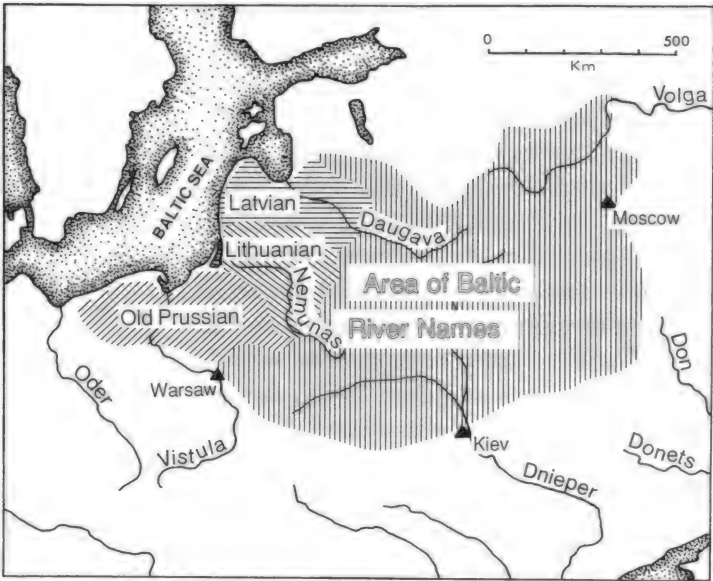 0 500
Km
Volga
BALTIC SEA
Latvian
Moscow
Daugava
Lithuanian
Nemunas
Area of Baltic
River Names
Old Prussian
Don
Oder
Warsaw
Vistula
Kiev
Donets
Dnieper